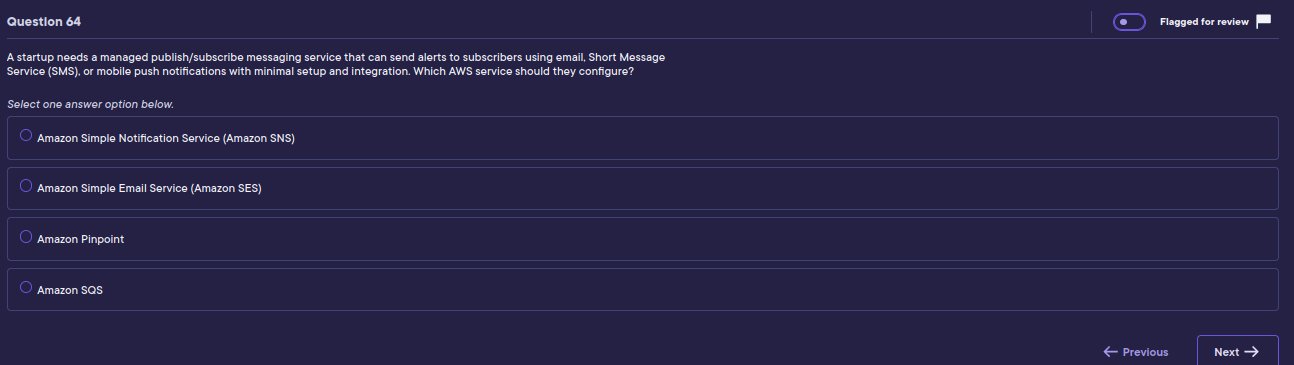 Question 64
Flagged for review
A startup needs a managed publish/subscribe messaging service that can send alerts to subscribers using email, Short Message
Service (SMS), or mobile push notifications with minimal setup and integration. Which AWS service should they configure?
Select one answer option below.
Amazon Simple Notification Service (Amazon SNS)
Amazon Simple Email Service (Amazon SES)
Amazon Pinpoint
Amazon SQS
Previous
Next